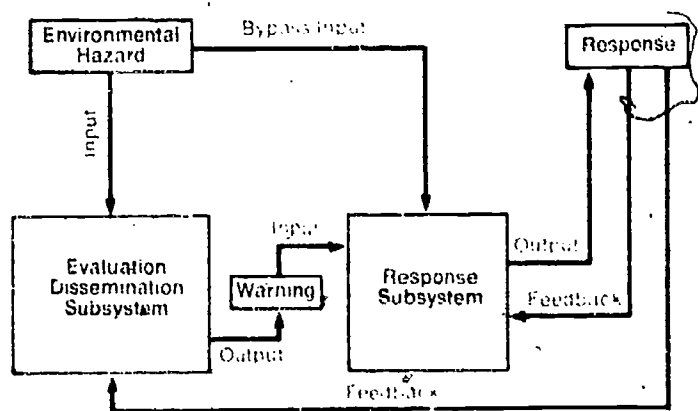 Environmental
Hazard
Bypass Input
Response
Input
Input
Evaluation
Dissemination
Subsystem
Warning
Response
Subsystem
Output
Feedback
Output
Feedback